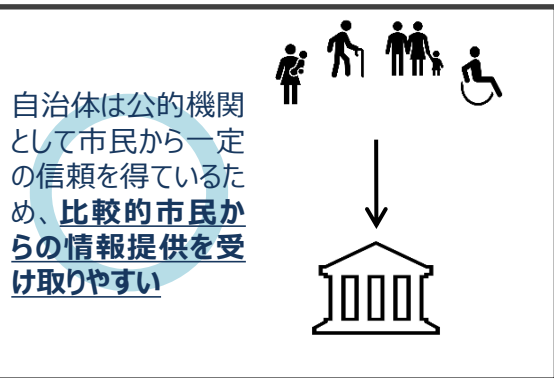 自治体は公的機関
として市民から一定
の信頼を得ているた
め、比較的市民か
らの情報提供を受
け取りやすい